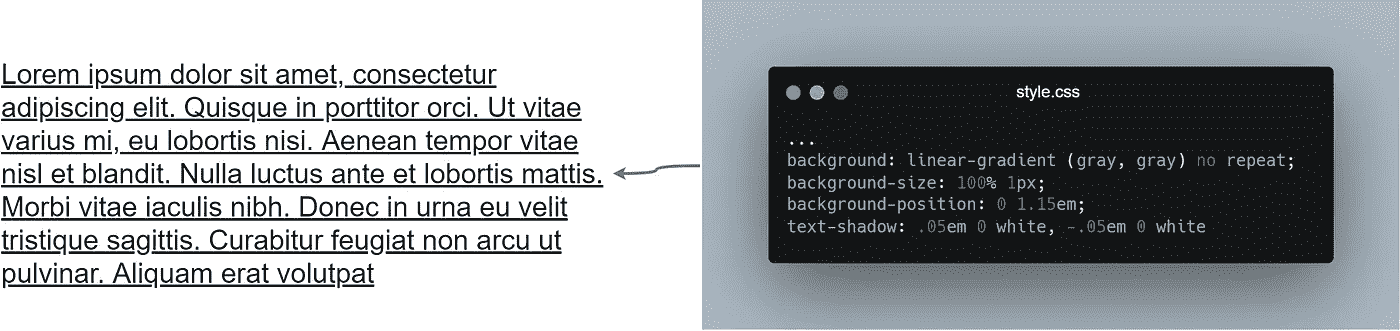 Lorem ipsum dolor sit amet, consectetur
adipiscing elit. Quisque in porttitor orci. Ut vitae
varius mi, eu lobortis nisi. Aenean tempor vitae
nisl et blandit. Nulla luctus ante et lobortis mattis.
Morbi vitae iaculis nibh. Donec in urna eu velit
tristique sagittis. Curabitur feugiat non arcu ut
pulvinar. Aliquam erat volutpat
style.css
...
background: linear-gradient (gray, gray) no repeat;
background-size: 100% 1px;
background-position: 0 1.15em;
text-shadow: .05em 0 white, -.05em 0 white